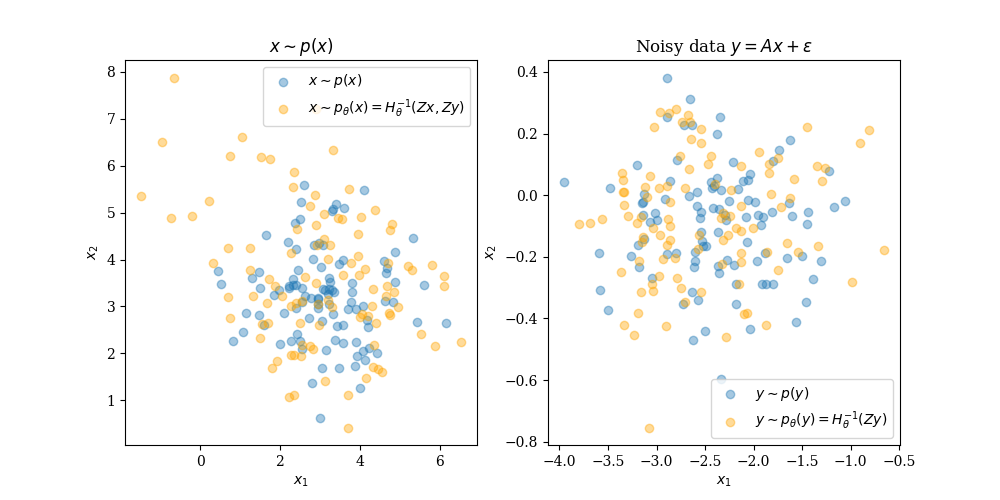 x ~ p(x)
x ~ p(x)
x ~ p_θ(x) = H_θ^{-1}(Zx, Zy)
8
7
6
5
4
3
2
1
x_2
0 2 4 6
x_1
Noisy data y = Ax + ε
0.4
0.2
0.0
−0.2
−0.4
−0.6
−0.8
x_2
y ~ p(y)
y ~ p_θ(y) = H_θ^{-1}(Zy)
−4.0 −3.5 −3.0 −2.5 −2.0 −1.5 −1.0 −0.5
x_1